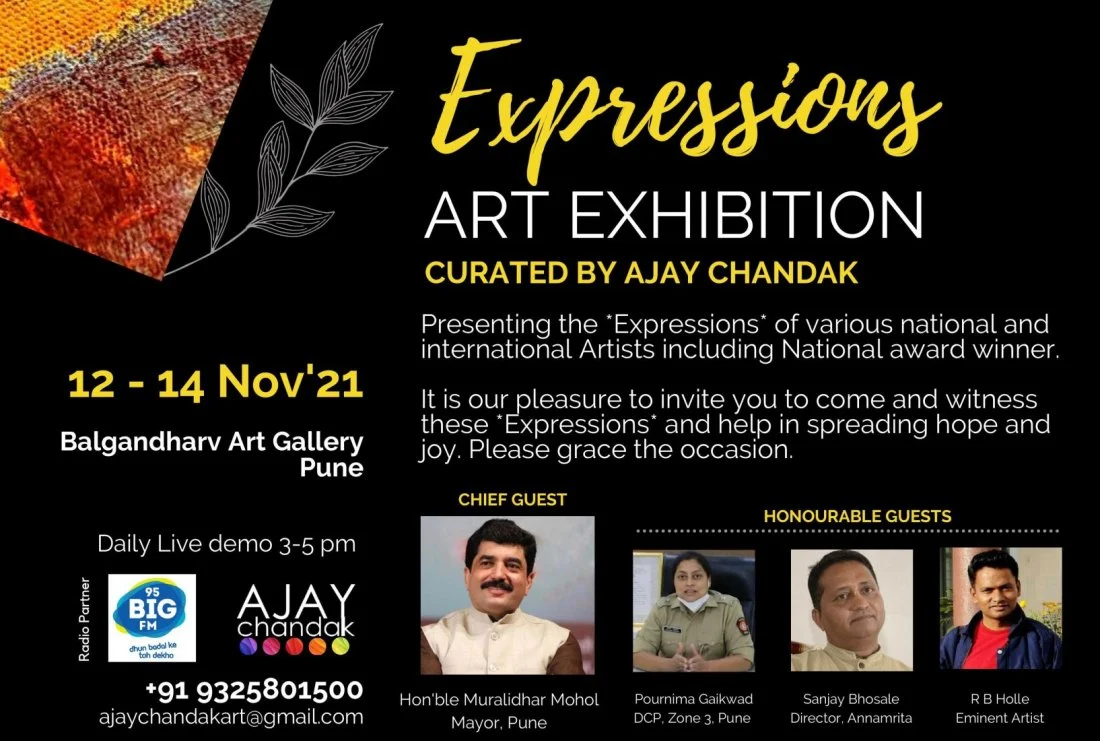 Expressions
ART EXHIBITION
CURATED BY AJAY CHANDAK
Presenting the *Expressions* of various national and
international Artists including National award winner.
It is our pleasure to invite you to come and witness
these *Expressions* and help in spreading hope and
joy. Please grace the occasion.
12 - 14 Nov'21
Balgandharv Art Gallery
Pune
Daily Live demo 3-5 pm
Radio Partner
95
BIG
FM
dhun badal ke
toh dekho
AJAY
chandak
+91 9325801500
ajaychandakart@gmail.com
CHIEF GUEST
Hon'ble Muralidhar Mohol
Mayor, Pune
HONOURABLE GUESTS
Pournima Gaikwad
DCP, Zone 3, Pune
Sanjay Bhosale
Director, Annamrita
R B Holle
Eminent Artist